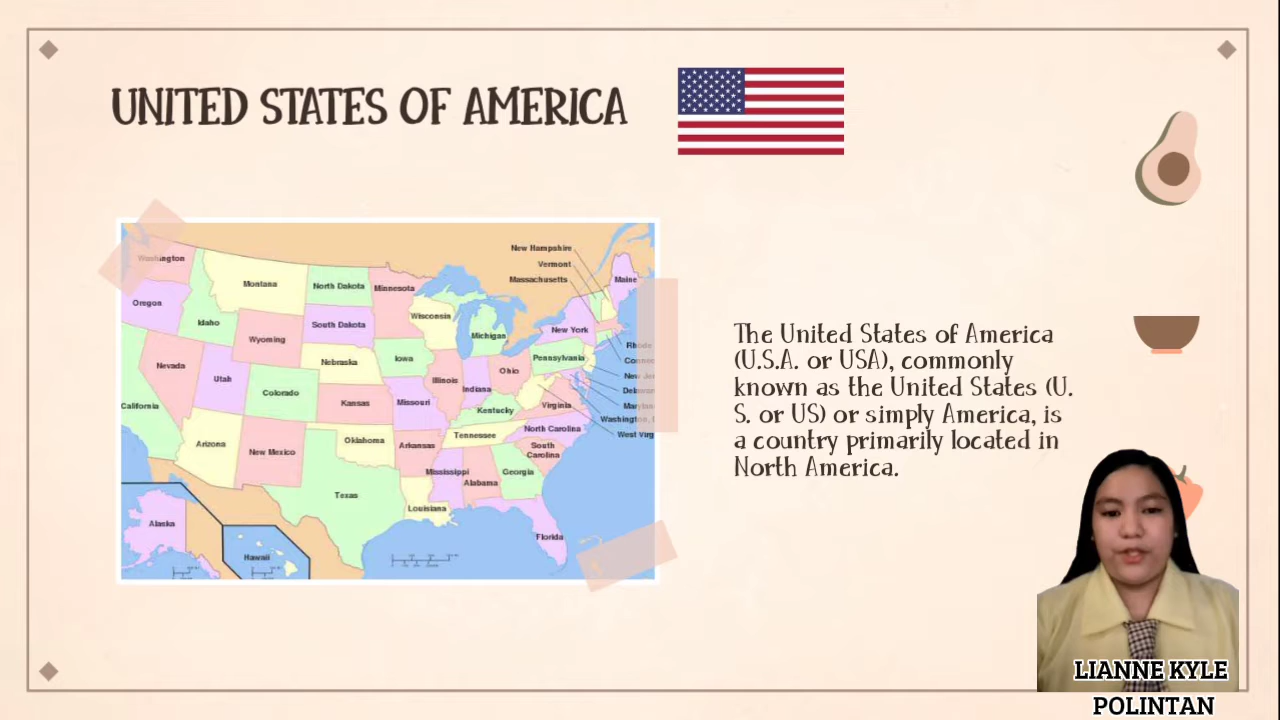 UNITED STATES OF AMERICA
New Hampshire
Vermont
Massachusetts
Washington
Maine
Montana
North Dakota
Minnesota
Oregon
Wisconsin
Idaho
South Dakota
Michigan
New York
Wyoming
Nebraska
Iowa
Pennsylvania
Nevada
Utah
Illinois
Indiana
Ohio
Colorado
California
Kansas
Missouri
Kentucky
Virginia
Washington,
West Virg
Arizona
New Mexico
Oklahoma
Arkansas
Tennessee
North Carolina
South
Carolina
Mississippi
Alabama
Georgia
Texas
Louisiana
Alaska
Hawaii
Florida
The United States of America
(U.S.A. or USA), commonly
known as the United States (U.
S. or US) or simply America, is
a country primarily located in
North America.
LIANNE KYLE
POLINTAN